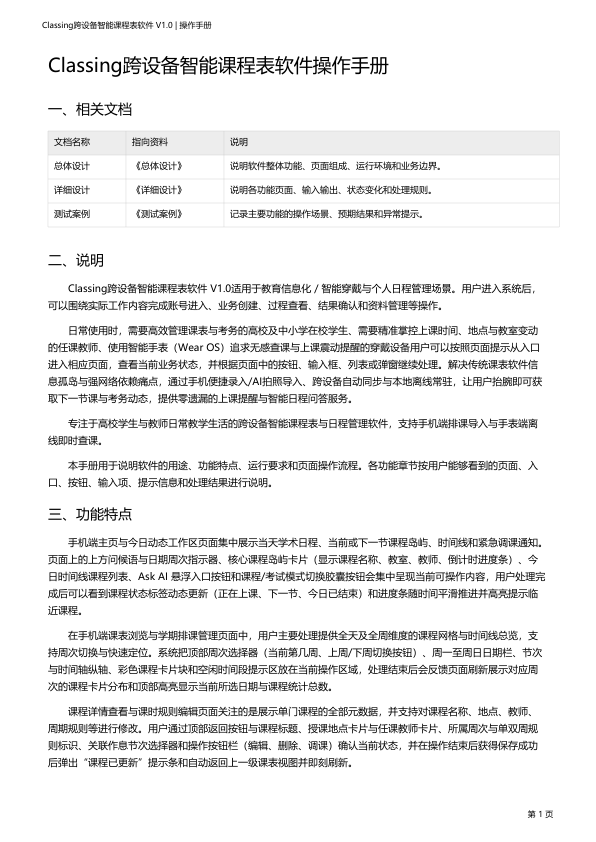 Classing跨设备智能课程表软件 V1.0 | 操作手册
Classing跨设备智能课程表软件操作手册
一、相关文档
文档名称 指向资料 说明
总体设计 《总体设计》 说明软件整体功能、页面组成、运行环境和业务边界。
详细设计 《详细设计》 说明各功能页面、输入输出、状态变化和处理规则。
测试案例 《测试案例》 记录主要功能的操作场景、预期结果和异常提示。
二、说明
Classing跨设备智能课程表软件 V1.0适用于教育信息化 / 智能穿戴与个人日程管理场景。用户进入系统后，
可以围绕实际工作内容完成账号进入、业务创建、过程查看、结果确认和资料管理等操作。
日常使用时，需要高效管理课表与考务的高校及中小学在校学生、需要精准掌控上课时间、地点与教室变动
的任课教师、使用智能手表（Wear OS）追求无感查课与上课震动提醒的穿戴设备用户可以按照页面提示从入口
进入相应页面，查看当前业务状态，并根据页面中的按钮、输入框、列表或弹窗继续处理。解决传统课表软件信
息孤岛与强网络依赖痛点，通过手机便捷录入/AI拍照导入、跨设备自动同步与本地离线常驻，让用户抬腕即可获
取下一节课与考务动态，提供零遗漏的上课提醒与智能日程问答服务。
专注于高校学生与教师日常教学生活的跨设备智能课程表与日程管理软件，支持手机端排课导入与手表端离
线即时查课。
本手册用于说明软件的用途、功能特点、运行要求和页面操作流程。各功能章节按用户能够看到的页面、入
口、按钮、输入项、提示信息和处理结果进行说明。
三、功能特点
手机端主页与今日动态工作区页面集中展示当天学术日程、当前或下一节课程岛屿、时间线和紧急调课通知。
页面上的上方问候语与日期周次指示器、核心课程岛屿卡片（显示课程名称、教室、教师、倒计时进度条）、今
日时间线课程列表、Ask AI 悬浮入口按钮和课程/考试模式切换胶囊按钮会集中呈现当前可操作内容，用户处理完
成后可以看到课程状态标签动态更新（正在上课、下一节、今日已结束）和进度条随时间平滑推进并高亮提示临
近课程。
在手机端课表浏览与学期排课管理页面中，用户主要处理提供全天及全周维度的课程网格与时间线总览，支
持周次切换与快速定位。系统把顶部周次选择器（当前第几周、上周/下周切换按钮）、周一至周日日期栏、节次
与时间轴纵轴、彩色课程卡片块和空闲时间段提示区放在当前操作区域，处理结束后会反馈页面刷新展示对应周
次的课程卡片分布和顶部高亮显示当前所选日期与课程统计总数。
课程详情查看与课时规则编辑页面关注的是展示单门课程的全部元数据，并支持对课程名称、地点、教师、
周期规则等进行修改。用户通过顶部返回按钮与课程标题、授课地点卡片与任课教师卡片、所属周次与单双周规
则标识、关联作息节次选择器和操作按钮栏（编辑、删除、调课）确认当前状态，并在操作结束后获得保存成功
后弹出“课程已更新”提示条和自动返回上一级课表视图并即刻刷新。
第 1 页